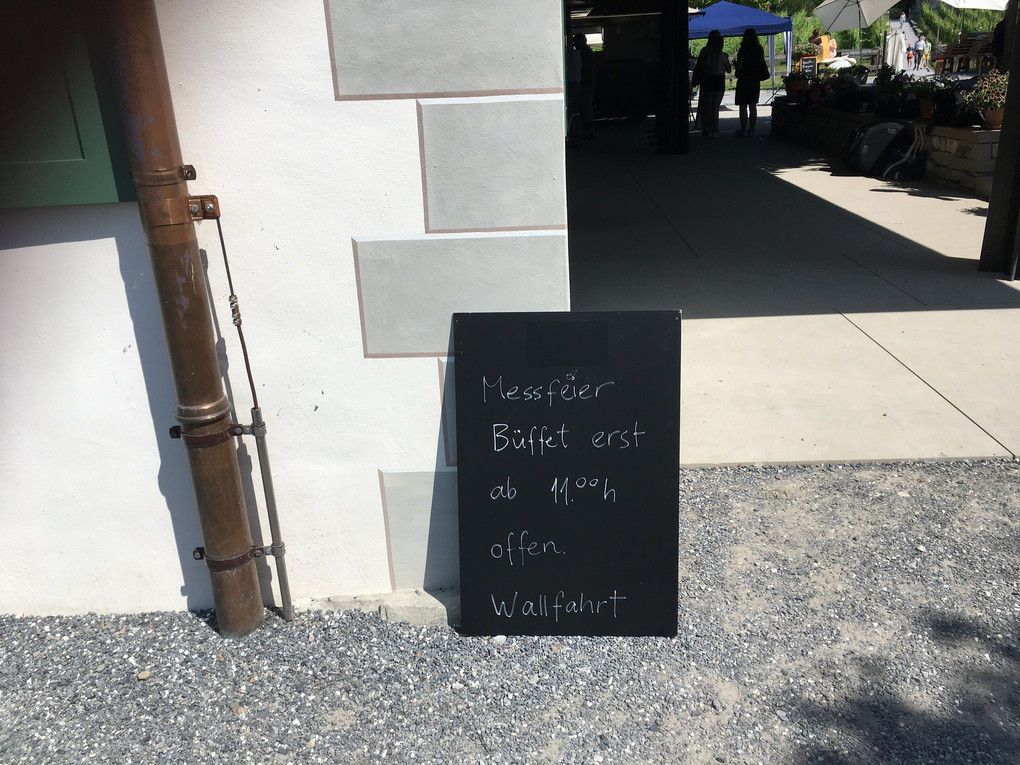 Messfeier
Büffet erst
ab 11.⁰⁰h
offen.
Wallfahrt